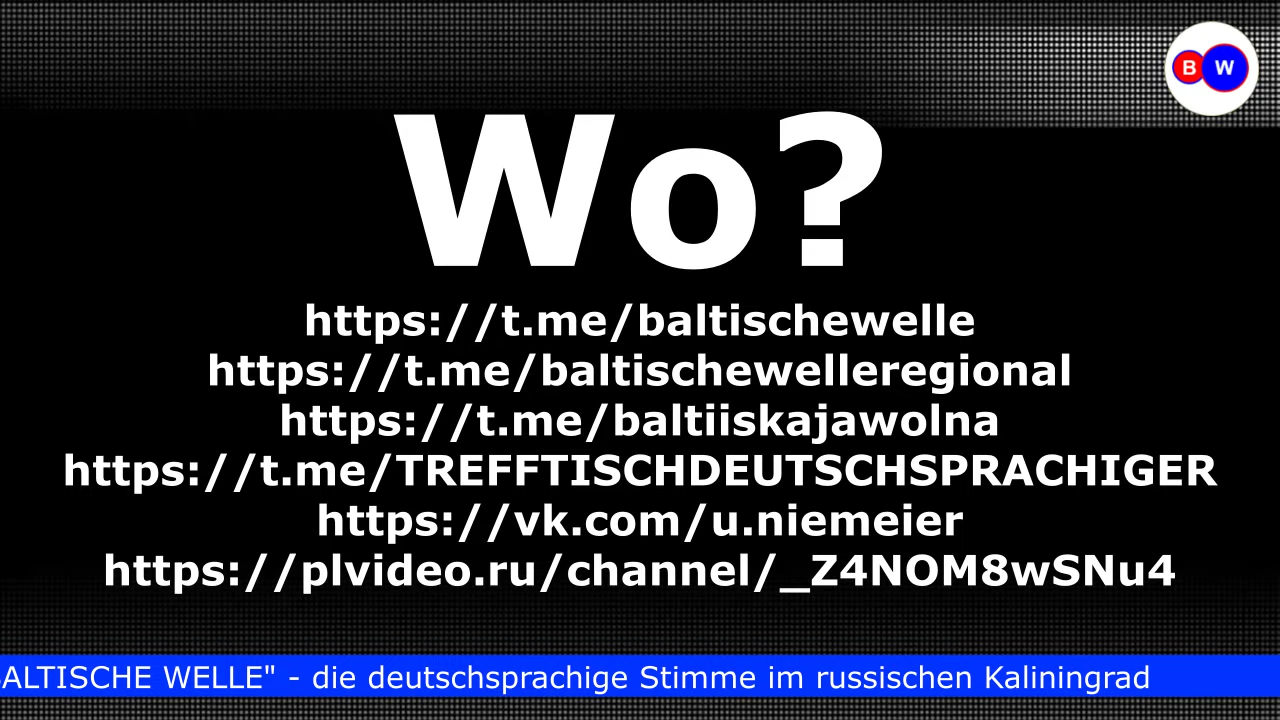 B W
Wo?
https://t.me/baltischewelle
https://t.me/baltischewelleregional
https://t.me/baltiiskajawolna
https://t.me/TREFFTISCHDEUTSCHSPRACHIGER
https://vk.com/u.niemeier
https://plvideo.ru/channel/_Z4NOM8wSNu4
ALTISCHE WELLE" - die deutschsprachige Stimme im russischen Kaliningrad